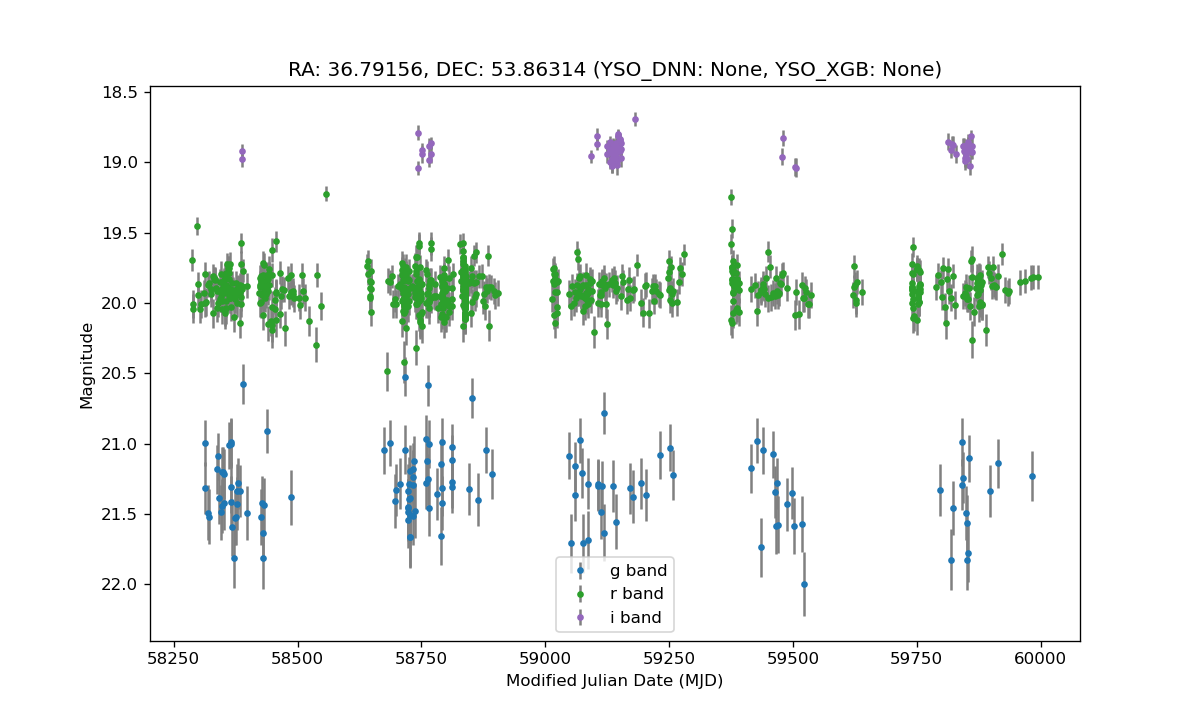 RA: 36.79156, DEC: 53.86314 (YSO_DNN: None, YSO_XGB: None)
18.5
19.0
19.5
20.0
20.5
21.0
21.5
22.0
Magnitude
g band
r band
i band
58250 58500 58750 59000 59250 59500 59750 60000
Modified Julian Date (MJD)